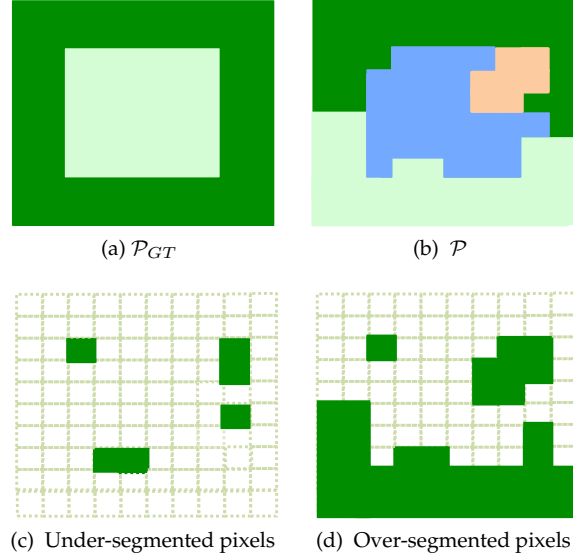 (a) 𝒫_GT
(b) 𝒫
(c) Under-segmented pixels
(d) Over-segmented pixels